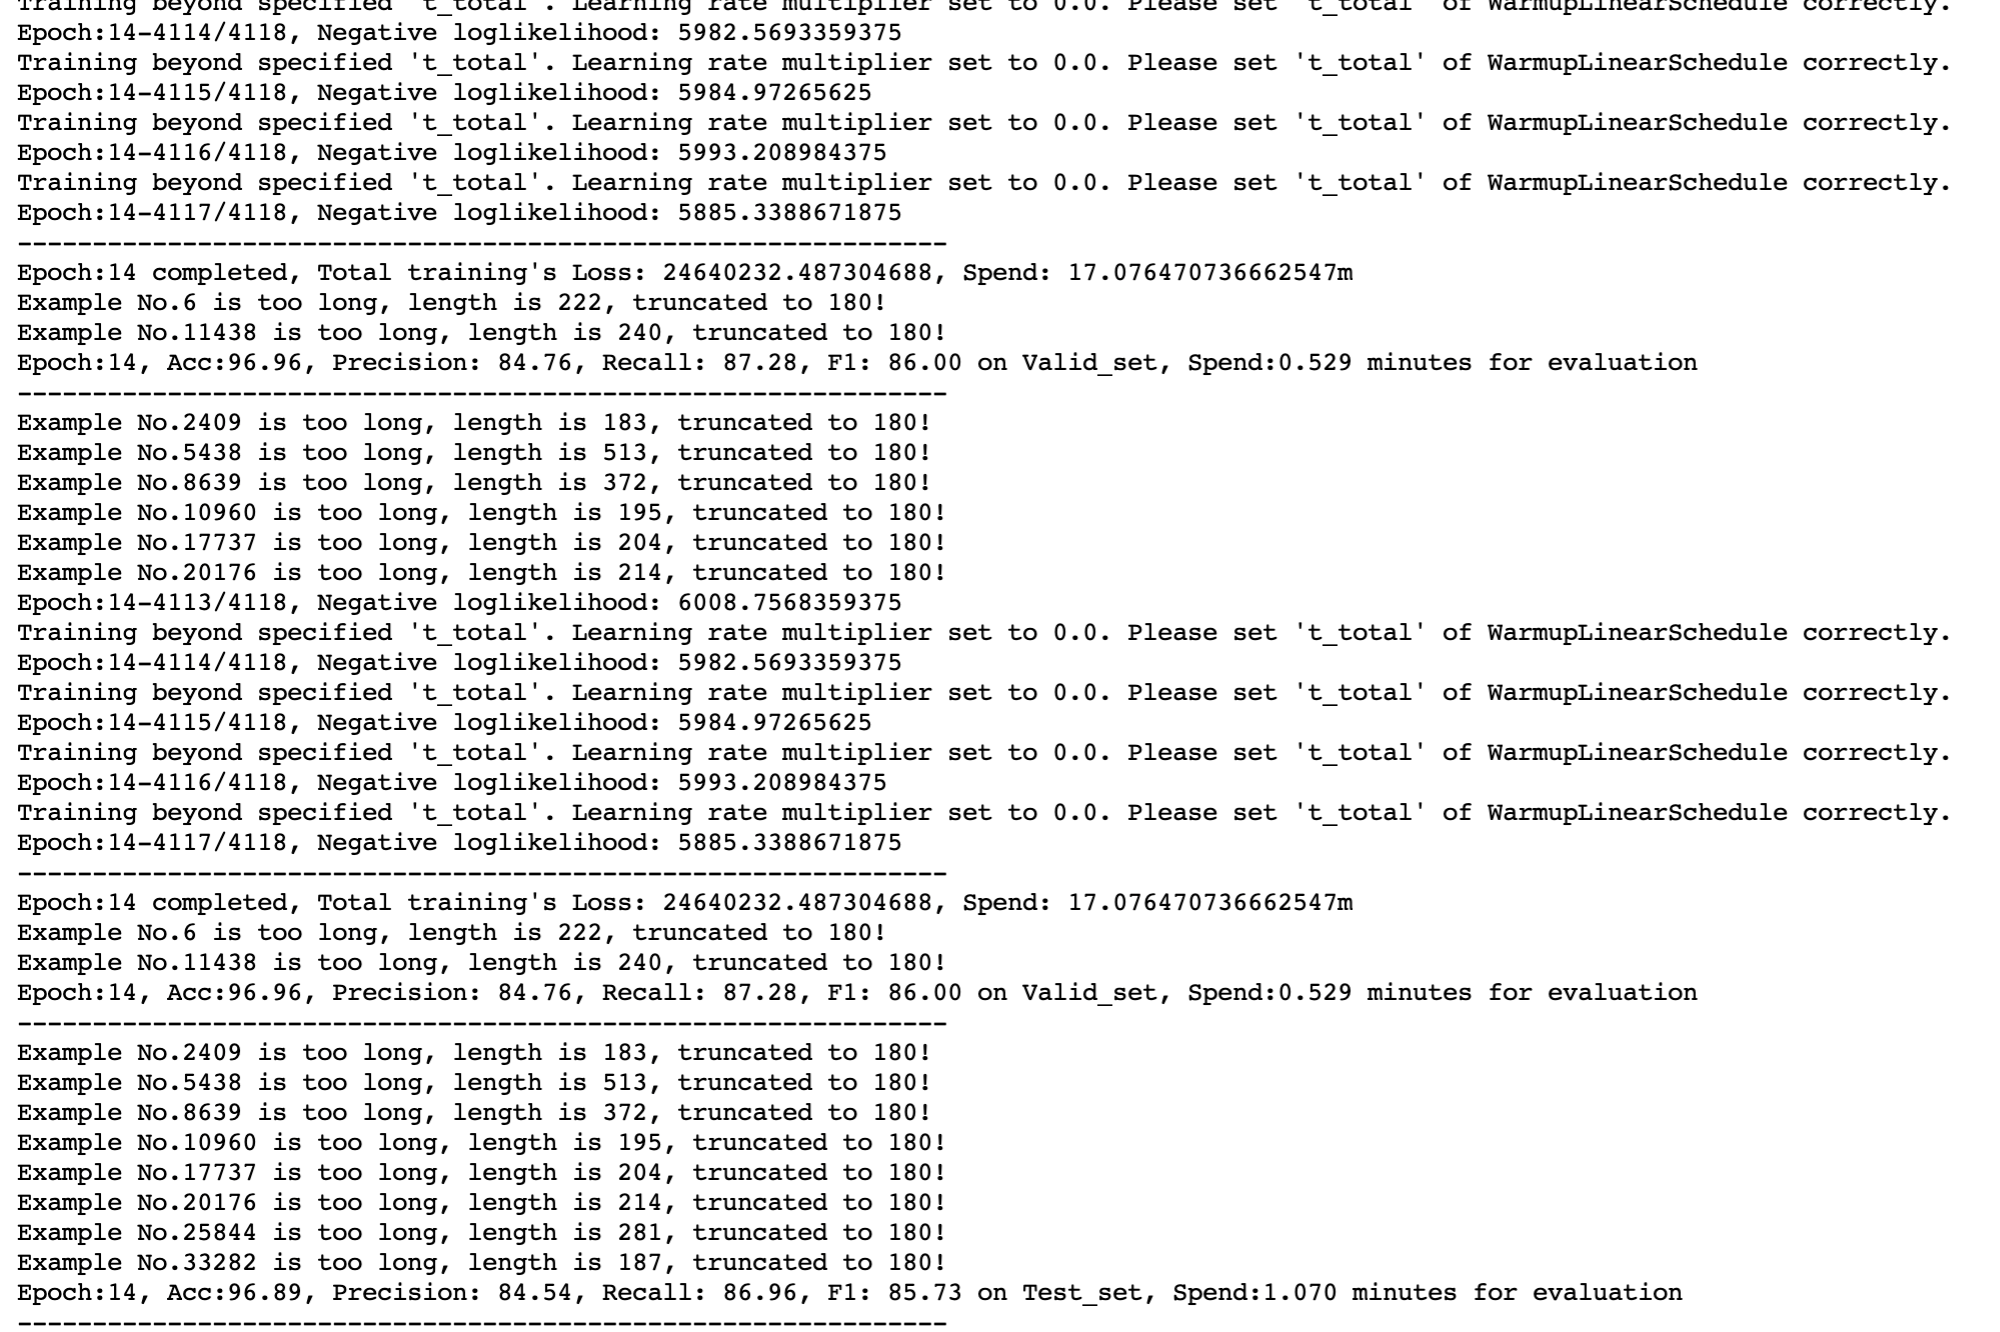 Training beyond specified 't_total'. Learning rate multiplier set to 0.0. Please set 't_total' of WarmupLinearSchedule correctly.
Epoch:14-4114/4118, Negative loglikelihood: 5982.5693359375
Training beyond specified 't_total'. Learning rate multiplier set to 0.0. Please set 't_total' of WarmupLinearSchedule correctly.
Epoch:14-4115/4118, Negative loglikelihood: 5984.97265625
Training beyond specified 't_total'. Learning rate multiplier set to 0.0. Please set 't_total' of WarmupLinearSchedule correctly.
Epoch:14-4116/4118, Negative loglikelihood: 5993.208984375
Training beyond specified 't_total'. Learning rate multiplier set to 0.0. Please set 't_total' of WarmupLinearSchedule correctly.
Epoch:14-4117/4118, Negative loglikelihood: 5885.3388671875
--------------------------------------------------------------
Epoch:14 completed, Total training's Loss: 24640232.487304688, Spend: 17.076470736662547m
Example No.6 is too long, length is 222, truncated to 180!
Example No.11438 is too long, length is 240, truncated to 180!
Epoch:14, Acc:96.96, Precision: 84.76, Recall: 87.28, F1: 86.00 on Valid_set, Spend:0.529 minutes for evaluation
--------------------------------------------------------------
Example No.2409 is too long, length is 183, truncated to 180!
Example No.5438 is too long, length is 513, truncated to 180!
Example No.8639 is too long, length is 372, truncated to 180!
Example No.10960 is too long, length is 195, truncated to 180!
Example No.17737 is too long, length is 204, truncated to 180!
Example No.20176 is too long, length is 214, truncated to 180!
Epoch:14-4113/4118, Negative loglikelihood: 6008.7568359375
Training beyond specified 't_total'. Learning rate multiplier set to 0.0. Please set 't_total' of WarmupLinearSchedule correctly.
Epoch:14-4114/4118, Negative loglikelihood: 5982.5693359375
Training beyond specified 't_total'. Learning rate multiplier set to 0.0. Please set 't_total' of WarmupLinearSchedule correctly.
Epoch:14-4115/4118, Negative loglikelihood: 5984.97265625
Training beyond specified 't_total'. Learning rate multiplier set to 0.0. Please set 't_total' of WarmupLinearSchedule correctly.
Epoch:14-4116/4118, Negative loglikelihood: 5993.208984375
Training beyond specified 't_total'. Learning rate multiplier set to 0.0. Please set 't_total' of WarmupLinearSchedule correctly.
Epoch:14-4117/4118, Negative loglikelihood: 5885.3388671875
--------------------------------------------------------------
Epoch:14 completed, Total training's Loss: 24640232.487304688, Spend: 17.076470736662547m
Example No.6 is too long, length is 222, truncated to 180!
Example No.11438 is too long, length is 240, truncated to 180!
Epoch:14, Acc:96.96, Precision: 84.76, Recall: 87.28, F1: 86.00 on Valid_set, Spend:0.529 minutes for evaluation
--------------------------------------------------------------
Example No.2409 is too long, length is 183, truncated to 180!
Example No.5438 is too long, length is 513, truncated to 180!
Example No.8639 is too long, length is 372, truncated to 180!
Example No.10960 is too long, length is 195, truncated to 180!
Example No.17737 is too long, length is 204, truncated to 180!
Example No.20176 is too long, length is 214, truncated to 180!
Example No.25844 is too long, length is 281, truncated to 180!
Example No.33282 is too long, length is 187, truncated to 180!
Epoch:14, Acc:96.89, Precision: 84.54, Recall: 86.96, F1: 85.73 on Test_set, Spend:1.070 minutes for evaluation
--------------------------------------------------------------